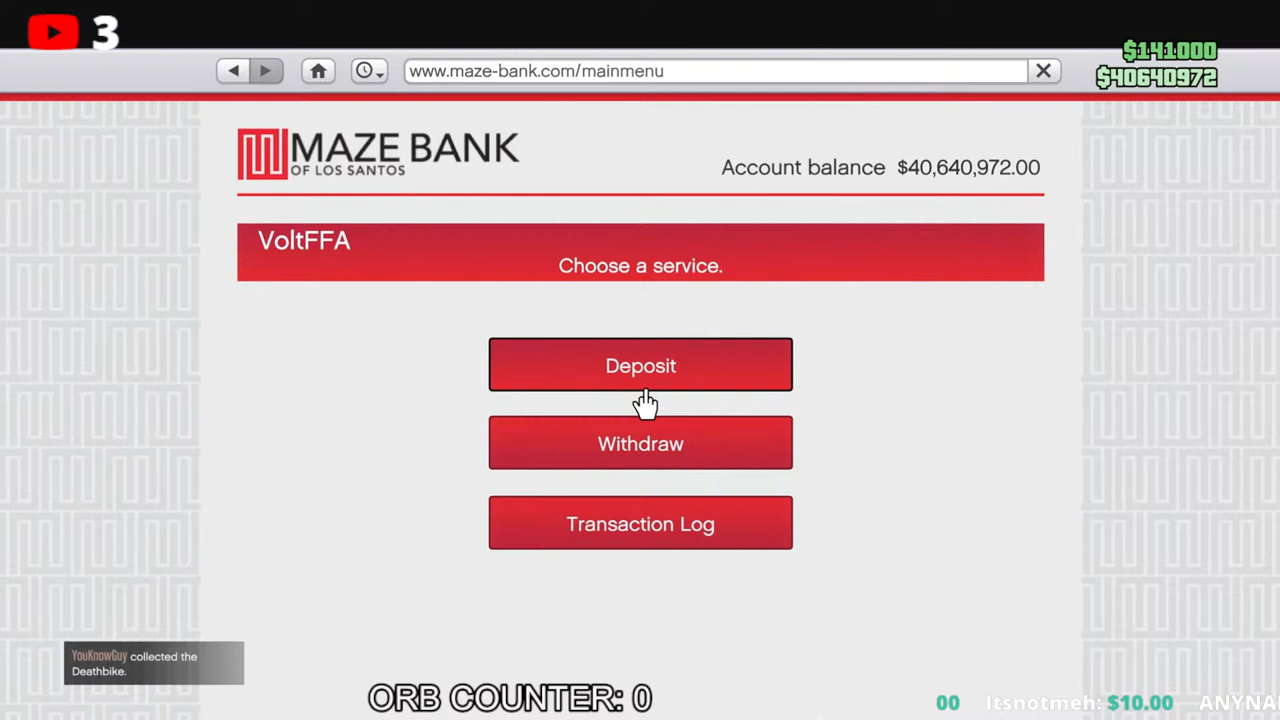 3
$141000
www.maze-bank.com/mainmenu
$40640972
MAZE BANK
OF LOS SANTOS
Account balance $40,640,972.00
VoltFFA
Choose a service.
Deposit
Withdraw
Transaction Log
YouKnowGuy collected the
Deathbike.
ORB COUNTER: 0
00 Itsnotmeh: $10.00 ANYNA